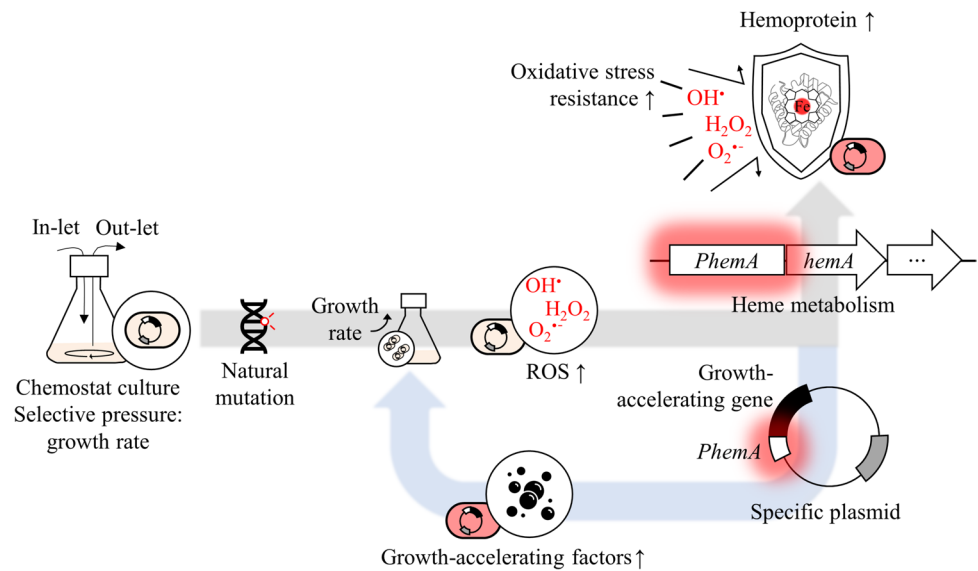 Hemoprotein ↑
Oxidative stress
resistance ↑
OH•
H2O2
O2•-
Fe
In-let
Out-let
PhemA
hemA
...
Heme metabolism
Growth
rate
OH•
H2O2
O2•-
ROS ↑
Natural
mutation
Chemostat culture
Selective pressure:
growth rate
Growth-
accelerating gene
PhemA
Specific plasmid
Growth-accelerating factors ↑